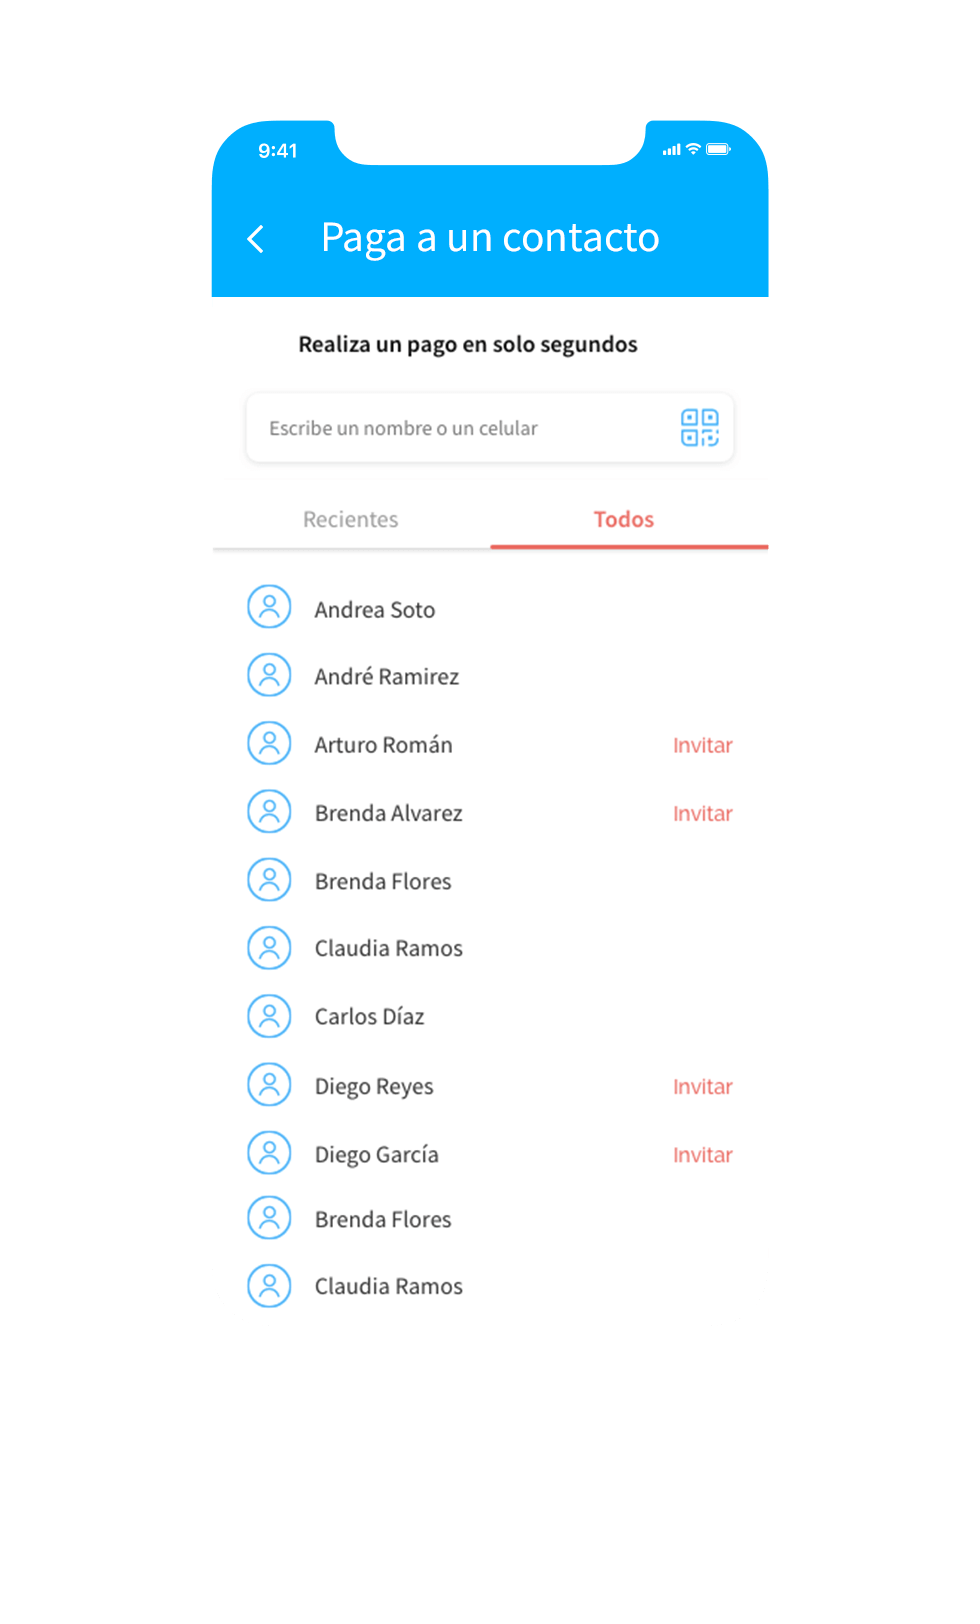 9:41
Paga a un contacto
Realiza un pago en solo segundos
Escribe un nombre o un celular
Recientes Todos
Andrea Soto
André Ramirez
Arturo Román Invitar
Brenda Alvarez Invitar
Brenda Flores
Claudia Ramos
Carlos Díaz
Diego Reyes Invitar
Diego García Invitar
Brenda Flores
Claudia Ramos